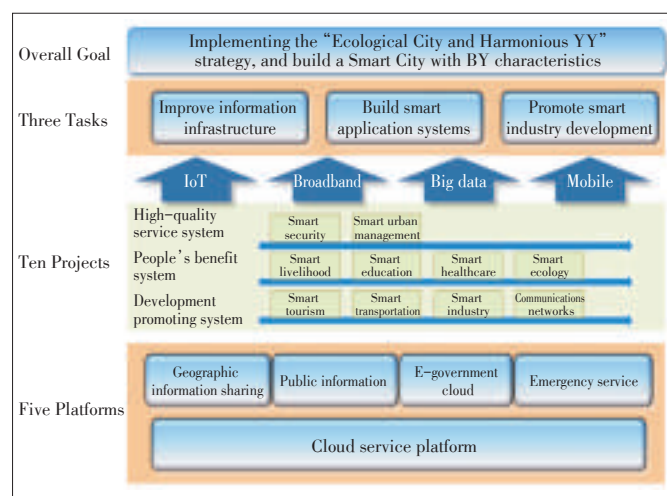 Overall Goal
Implementing the “Ecological City and Harmonious YY”
strategy, and build a Smart City with BY characteristics
Three Tasks
Improve information
infrastructure
Build smart
application systems
Promote smart
industry development
IoT
Broadband
Big data
Mobile
Ten Projects
High-quality
service system
Smart
security
Smart urban
management
People’s benefit
system
Smart
livelihood
Smart
education
Smart
healthcare
Smart
ecology
Development
promoting system
Smart
tourism
Smart
transportation
Smart
industry
Communications
networks
Five Platforms
Geographic
information sharing
Public information
E-government
cloud
Emergency service
Cloud service platform